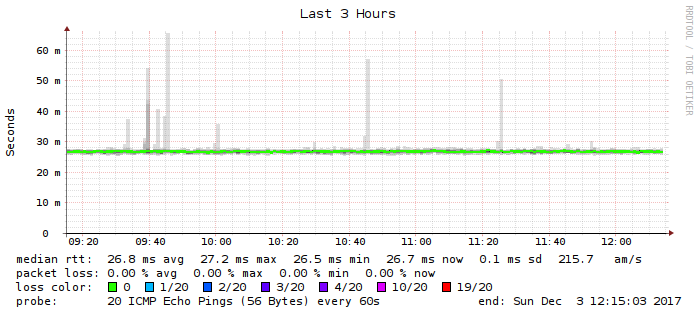 Last 3 Hours
RRDTOOL / TOBI OETIKER
Seconds
60 m
50 m
40 m
30 m
20 m
10 m
0
09:20 09:40 10:00 10:20 10:40 11:00 11:20 11:40 12:00
median rtt: 26.8 ms avg 27.2 ms max 26.5 ms min 26.7 ms now 0.1 ms sd 215.7 am/s
packet loss: 0.00 % avg 0.00 % max 0.00 % min 0.00 % now
loss color: 0 1/20 2/20 3/20 4/20 10/20 19/20
probe: 20 ICMP Echo Pings (56 Bytes) every 60s end: Sun Dec 3 12:15:03 2017